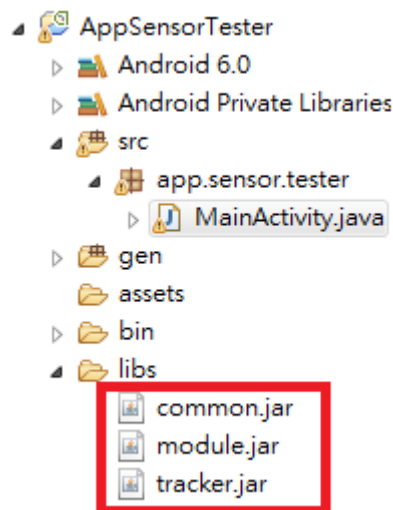 AppSensorTester
Android 6.0
Android Private Libraries
src
app.sensor.tester
MainActivity.java
gen
assets
bin
libs
common.jar
module.jar
tracker.jar